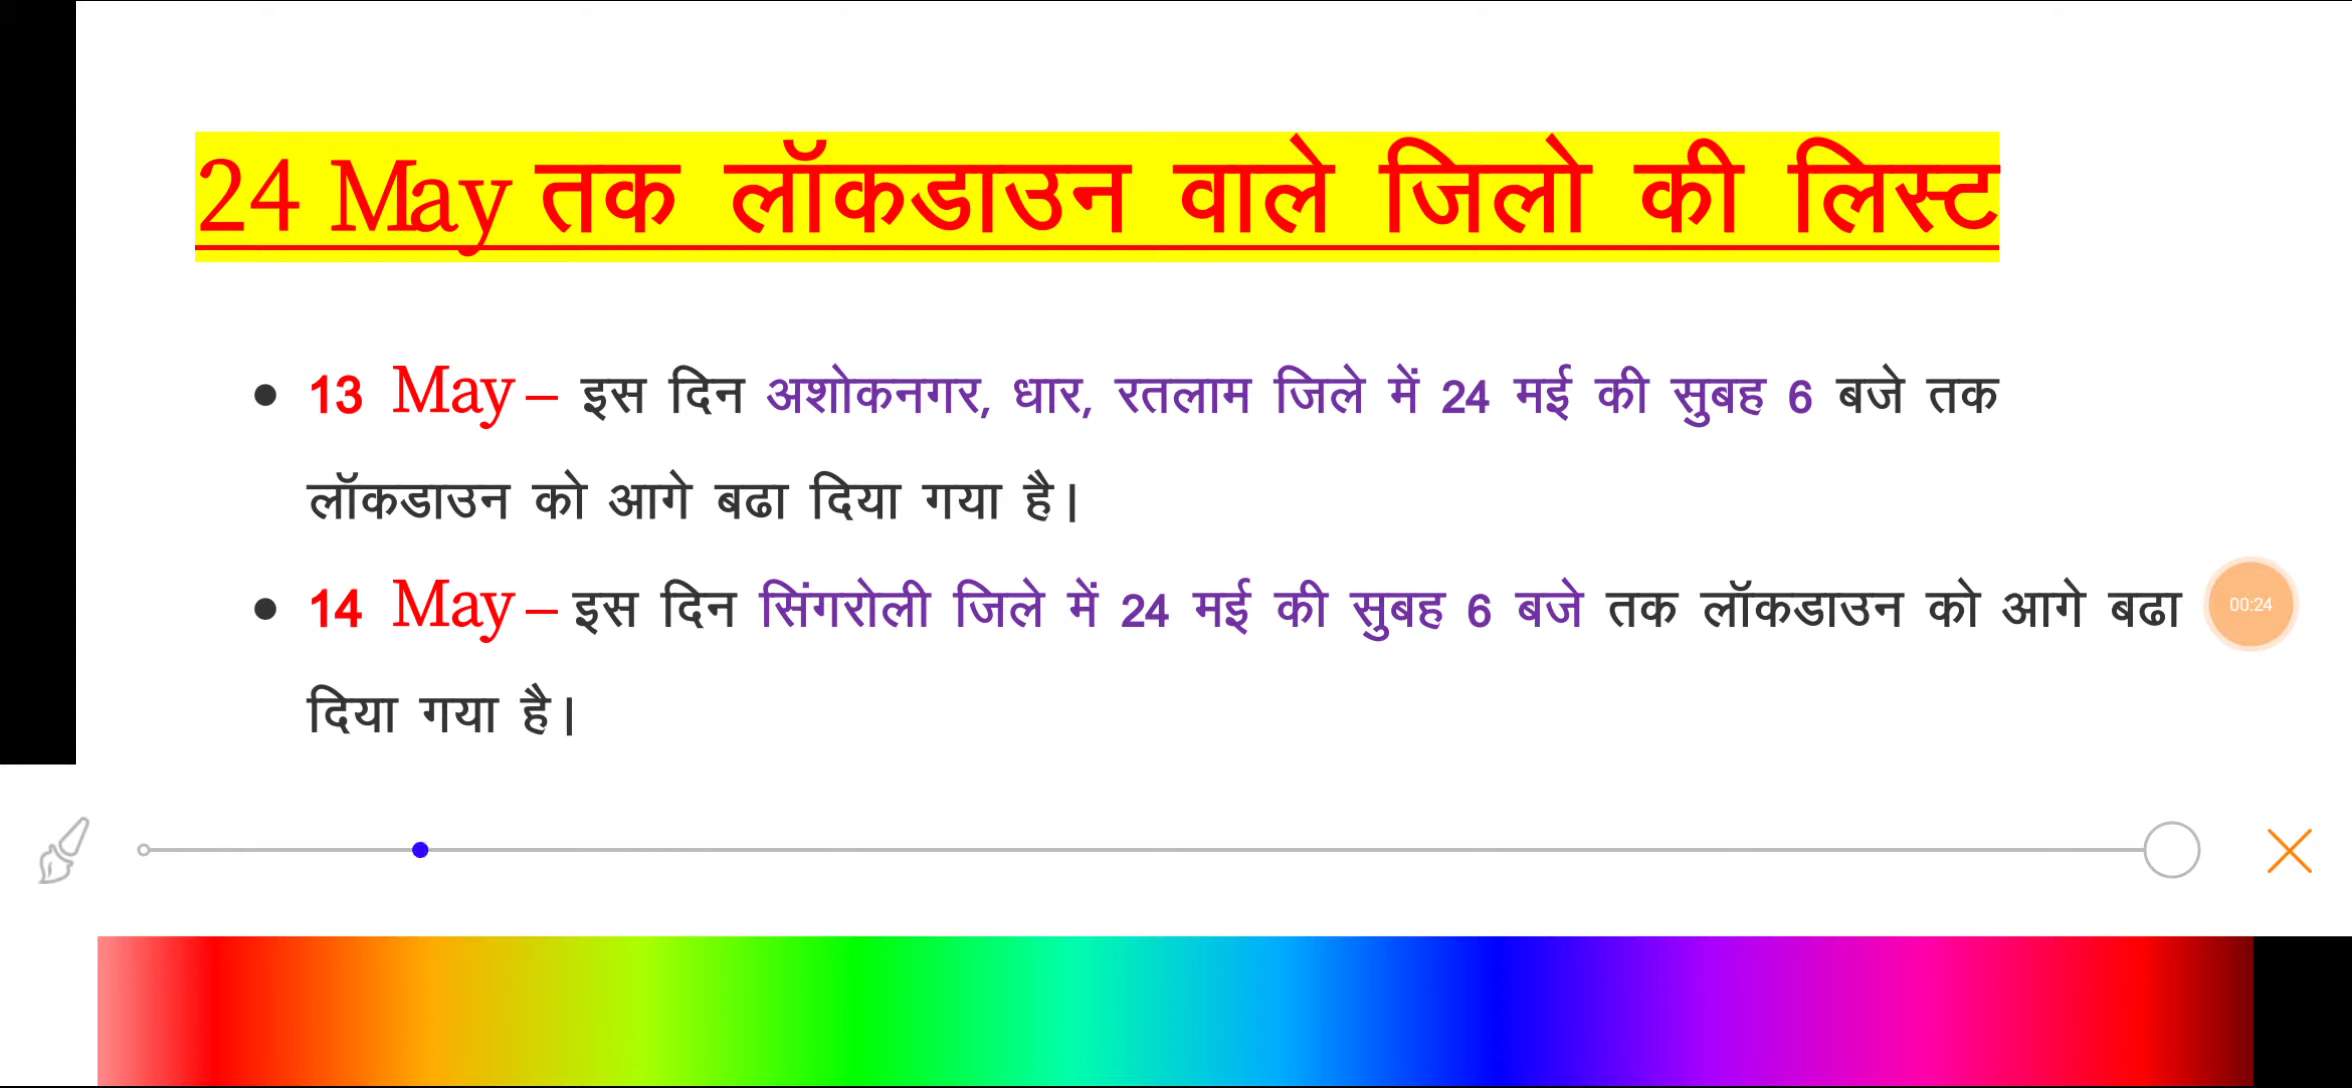 24 May तक लॉकडाउन वाले जिलो की लिस्ट
• 13 May – इस दिन अशोकनगर, धार, रतलाम जिले में 24 मई की सुबह 6 बजे तक
लॉकडाउन को आगे बढा दिया गया है।
• 14 May – इस दिन सिंगरोली जिले में 24 मई की सुबह 6 बजे तक लॉकडाउन को आगे बढा
00:24
दिया गया है।